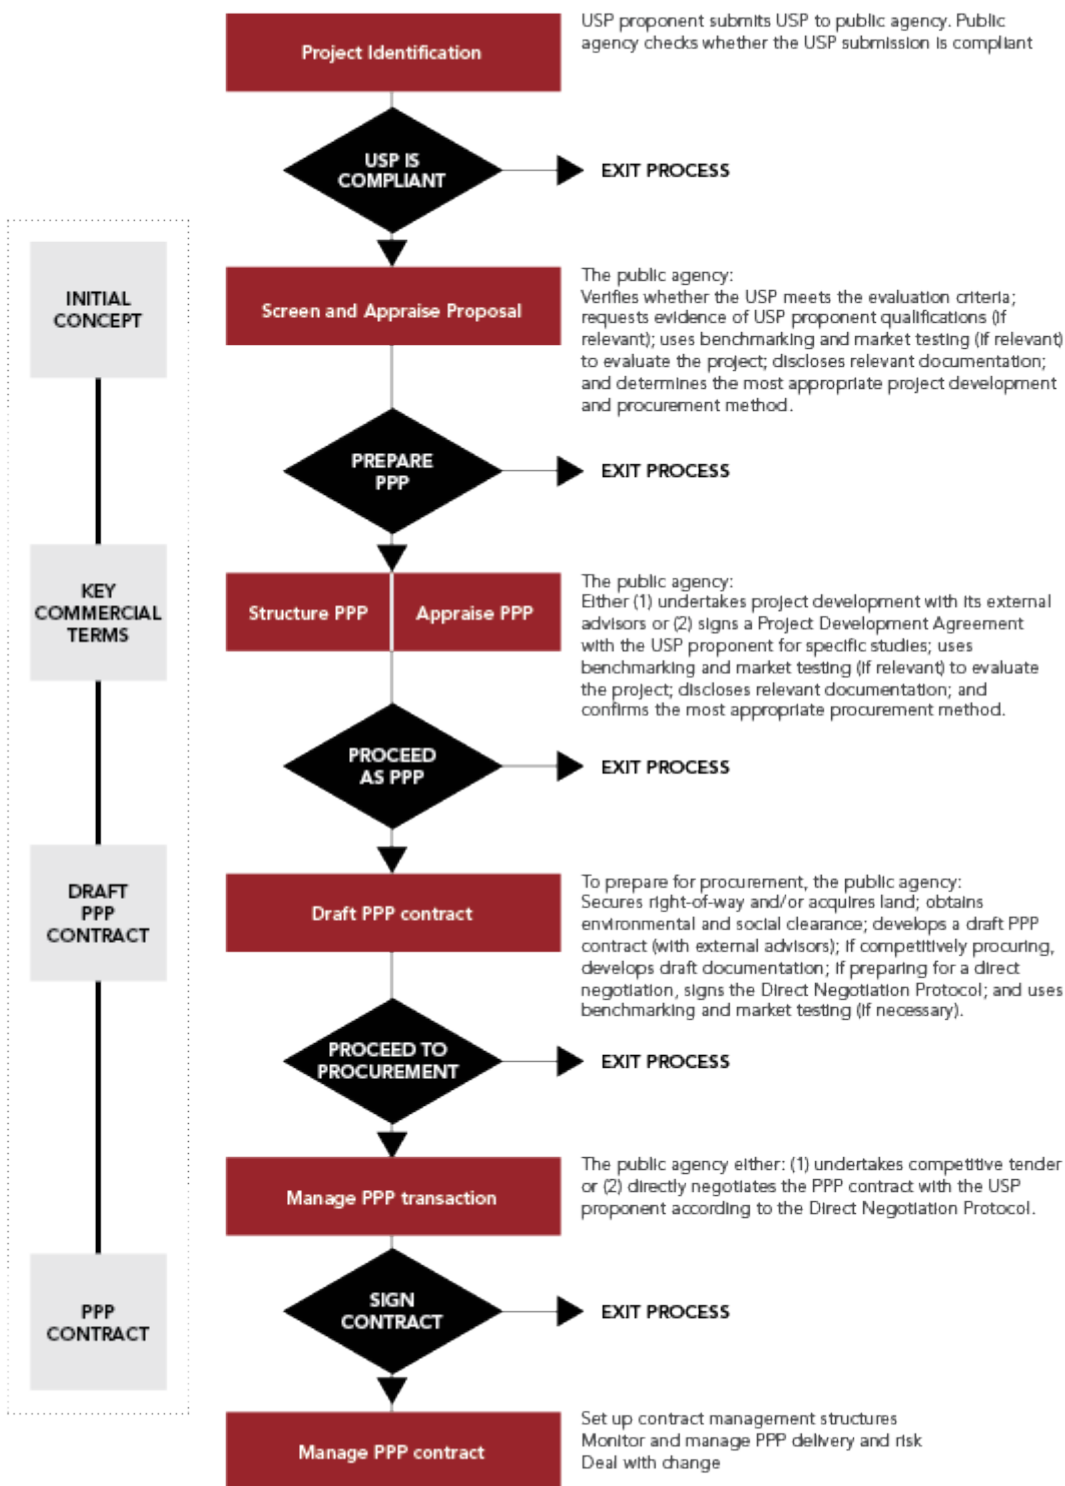 Project Identification
USP proponent submits USP to public agency. Public
agency checks whether the USP submission is compliant
USP IS
COMPLIANT
EXIT PROCESS
INITIAL
CONCEPT
Screen and Appraise Proposal
The public agency:
Verifies whether the USP meets the evaluation criteria;
requests evidence of USP proponent qualifications (if
relevant); uses benchmarking and market testing (if relevant)
to evaluate the project; discloses relevant documentation;
and determines the most appropriate project development
and procurement method.
PREPARE
PPP
EXIT PROCESS
KEY
COMMERCIAL
TERMS
Structure PPP
Appraise PPP
The public agency:
Either (1) undertakes project development with its external
advisors or (2) signs a Project Development Agreement
with the USP proponent for specific studies; uses
benchmarking and market testing (if relevant) to evaluate
the project; discloses relevant documentation; and
confirms the most appropriate procurement method.
PROCEED
AS PPP
EXIT PROCESS
DRAFT
PPP
CONTRACT
Draft PPP contract
To prepare for procurement, the public agency:
Secures right-of-way and/or acquires land; obtains
environmental and social clearance; develops a draft PPP
contract (with external advisors); if competitively procuring,
develops draft documentation; if preparing for a direct
negotiation, signs the Direct Negotiation Protocol; and uses
benchmarking and market testing (if necessary).
PROCEED TO
PROCUREMENT
EXIT PROCESS
Manage PPP transaction
The public agency either: (1) undertakes competitive tender
or (2) directly negotiates the PPP contract with the USP
proponent according to the Direct Negotiation Protocol.
PPP
CONTRACT
SIGN
CONTRACT
EXIT PROCESS
Manage PPP contract
Set up contract management structures
Monitor and manage PPP delivery and risk
Deal with change